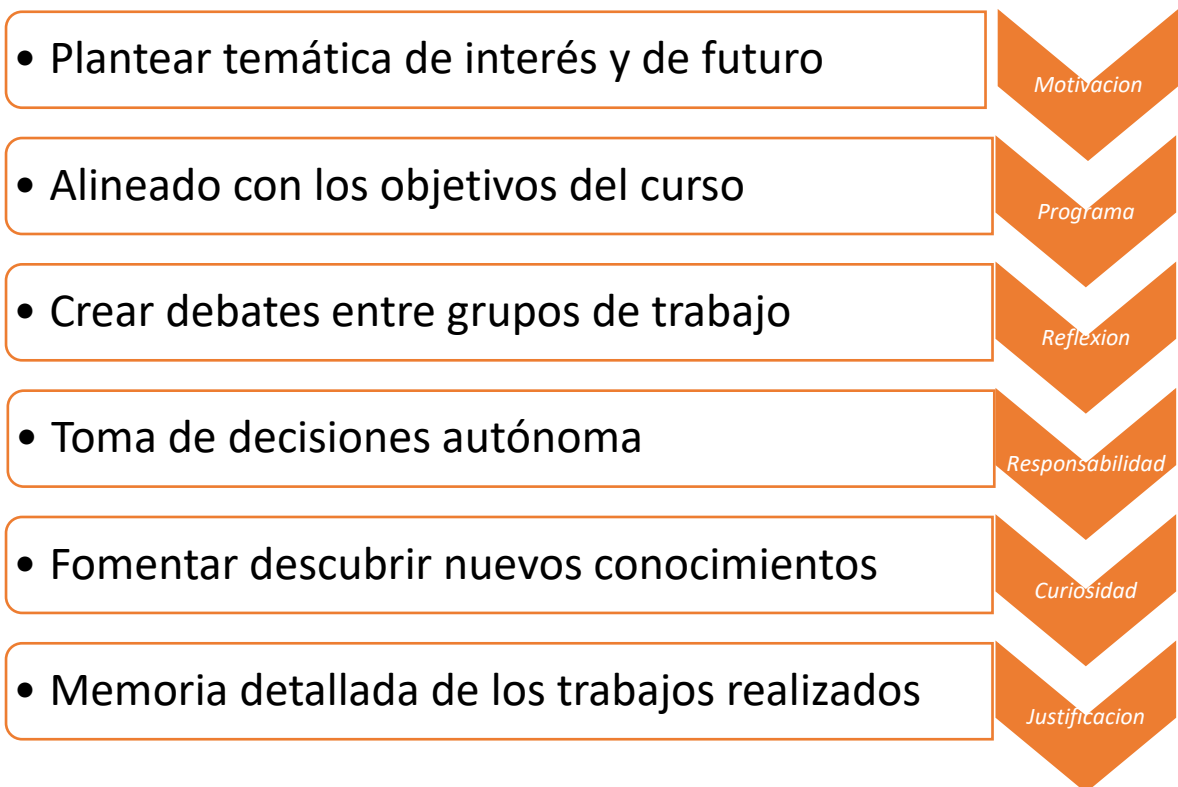 • Plantear temática de interés y de futuro
Motivacion
• Alineado con los objetivos del curso
Programa
• Crear debates entre grupos de trabajo
Reflexion
• Toma de decisiones autónoma
Responsabilidad
• Fomentar descubrir nuevos conocimientos
Curiosidad
• Memoria detallada de los trabajos realizados
Justificacion